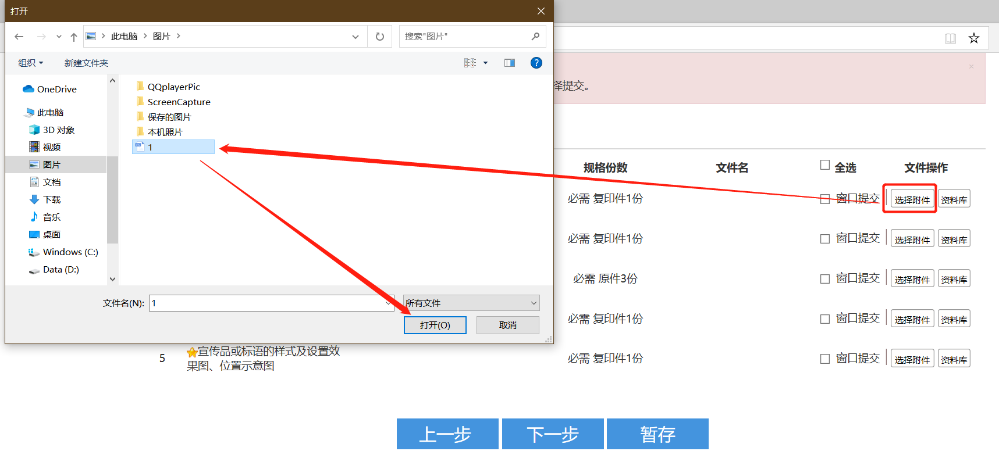 打开
此电脑
图片
搜索"图片"
组织
新建文件夹
?
OneDrive
此电脑
3D 对象
视频
图片
文档
下载
音乐
桌面
Windows (C:)
Data (D:)
QQplayerPic
ScreenCapture
保存的图片
本机照片
1
文件名(N):
1
所有文件
打开(O)
取消
择提交。
×
规格份数 文件名 全选 文件操作
必需 复印件1份 窗口提交 选择附件 资料库
必需 复印件1份 窗口提交 选择附件 资料库
必需 原件3份 窗口提交 选择附件 资料库
必需 复印件1份 窗口提交 选择附件 资料库
5 宣传品或标语的样式及设置效 必需 复印件1份 窗口提交 选择附件 资料库
果图、位置示意图
上一步 下一步 暂存